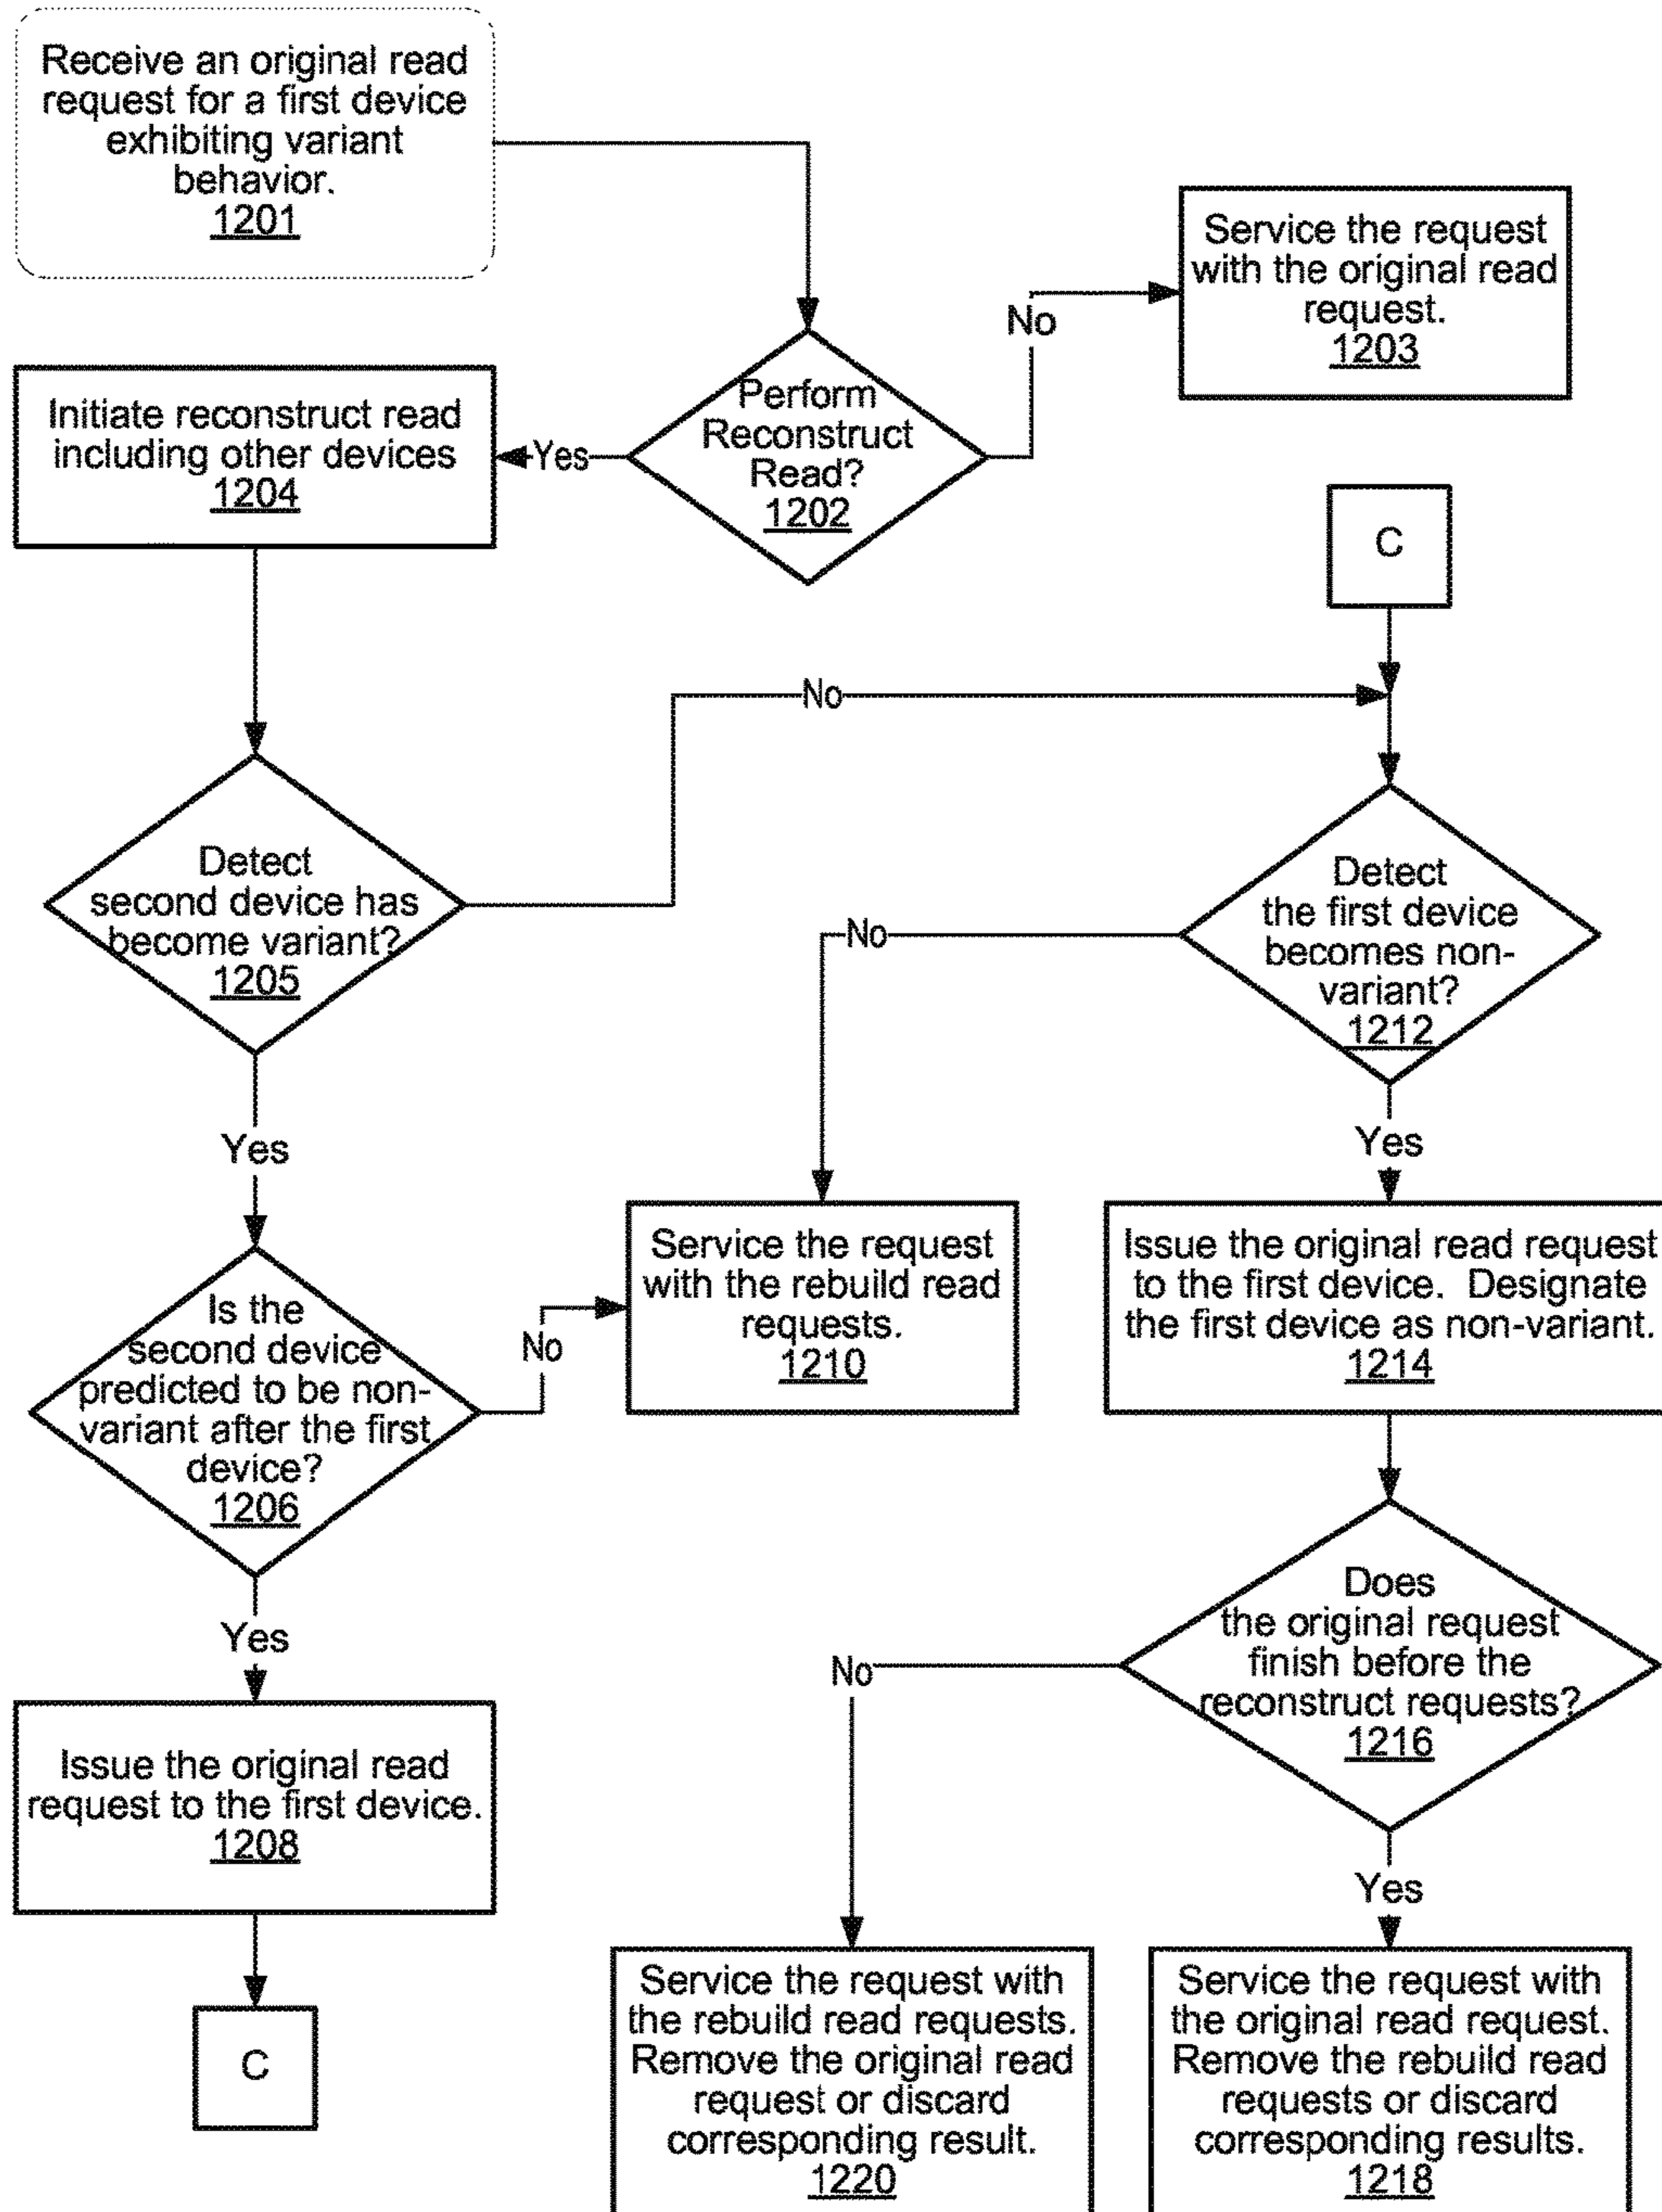 Receive an original read
request for a first device
exhibiting variant
behavior.
1201
Service the request
with the original read
request.
1203
No
Perform
Reconstruct
Read?
1202
Yes
Initiate reconstruct read
including other devices
1204
C
No
Detect
second device has
become variant?
1205
Detect
the first device
becomes non-
variant?
1212
No
Yes
Yes
Is the
second device
predicted to be non-
variant after the first
device?
1206
No
Service the request
with the rebuild read
requests.
1210
Issue the original read request
to the first device. Designate
the first device as non-variant.
1214
Yes
Does
the original request
finish before the
reconstruct requests?
1216
No
Yes
Issue the original read
request to the first device.
1208
C
Service the request with
the rebuild read requests.
Remove the original read
request or discard
corresponding result.
1220
Service the request with
the original read request.
Remove the rebuild read
requests or discard
corresponding results.
1218